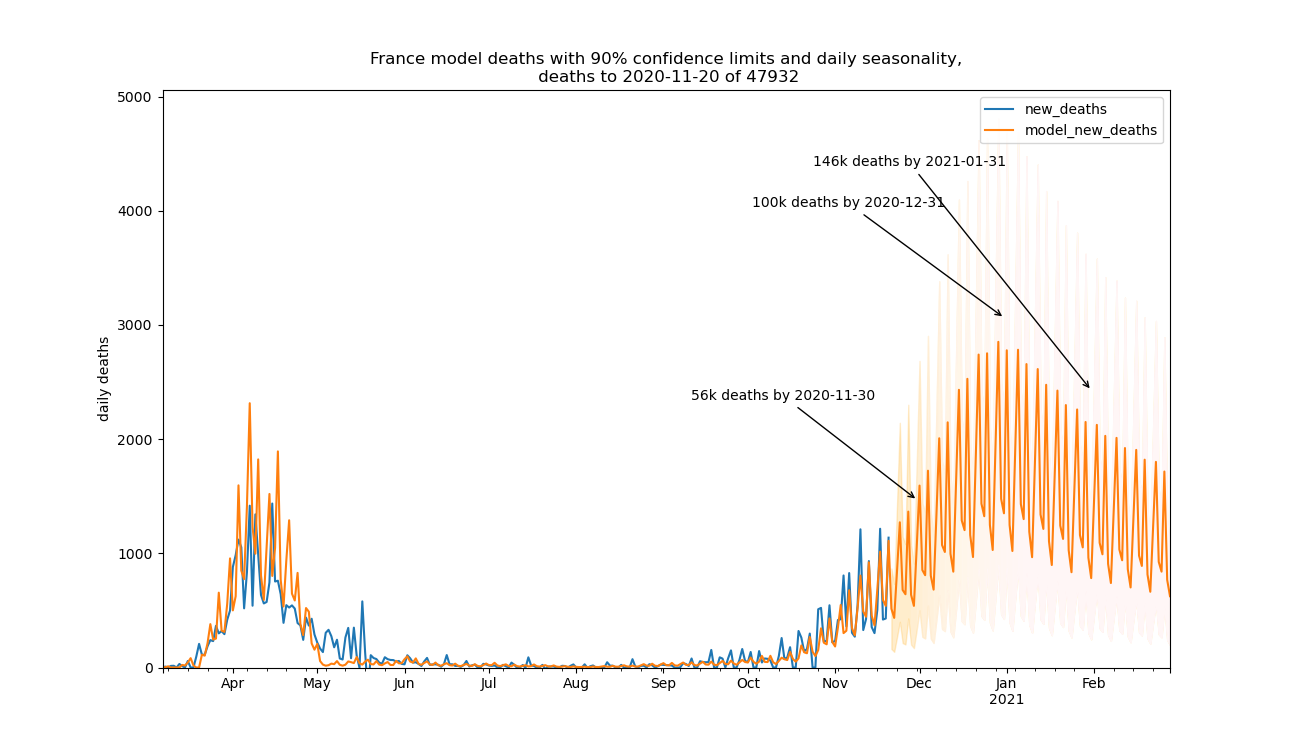 France model deaths with 90% confidence limits and daily seasonality,
deaths to 2020-11-20 of 47932
5000
4000
3000
2000
1000
0
daily deaths
new_deaths
model_new_deaths
146k deaths by 2021-01-31
100k deaths by 2020-12-31
56k deaths by 2020-11-30
Apr May Jun Jul Aug Sep Oct Nov Dec Jan Feb
2021